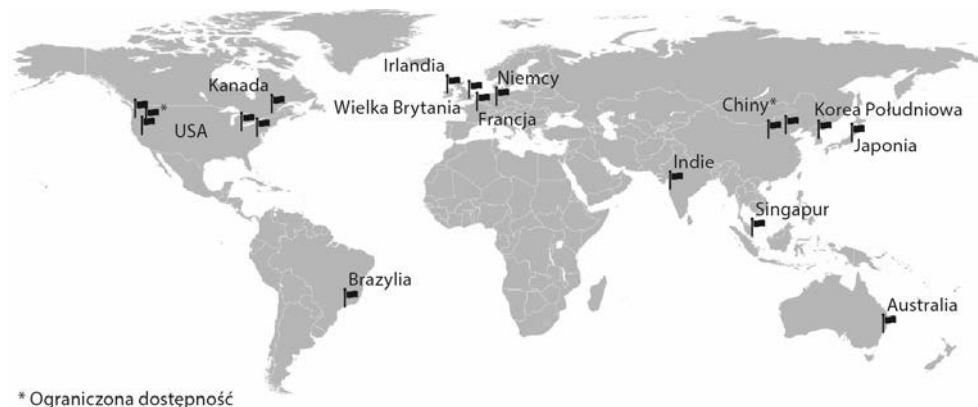 Irlandia
Niemcy
Kanada
*
Wielka Brytania
Francja
USA
Chiny*
Korea Południowa
Japonia
Indie
Singapur
Brazylia
Australia
* Ograniczona dostępność